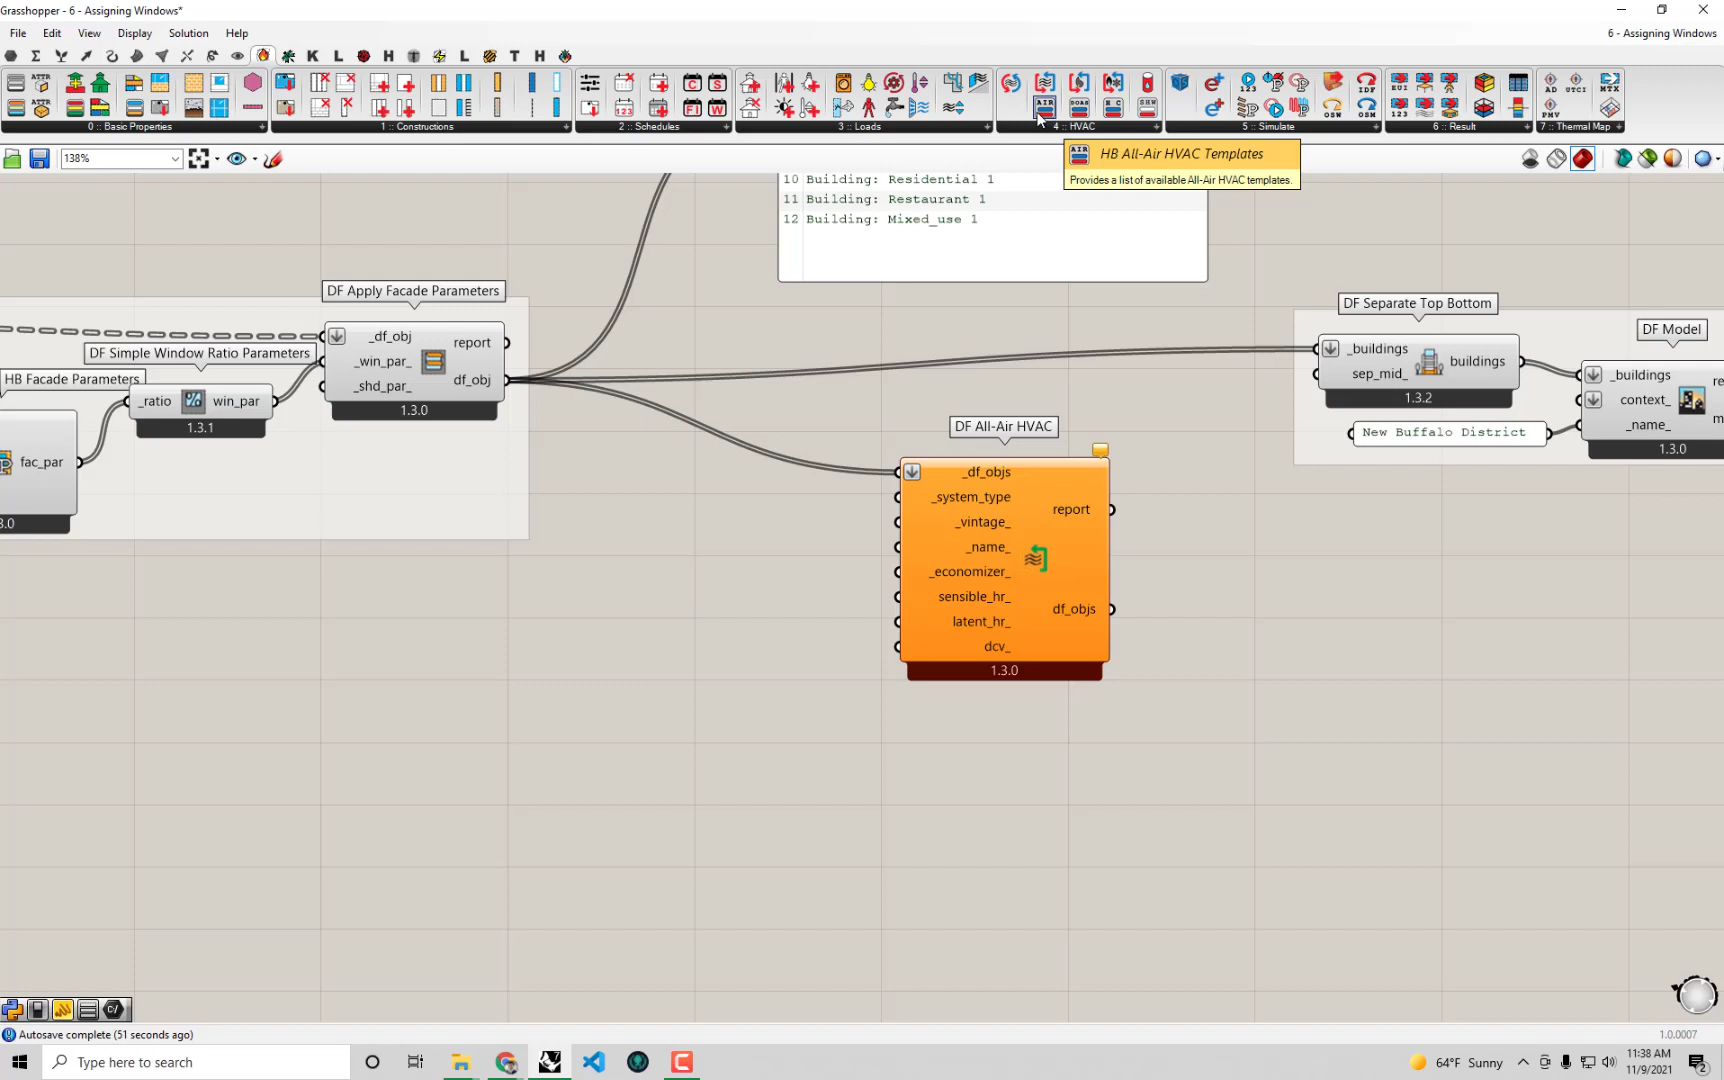 Grasshopper - 6 - Assigning Windows*
File Edit View Display Solution Help
6 - Assigning Windows
K L H L T H
0 :: Basic Properties
1 :: Constructions
2 :: Schedules
3 :: Loads
4 :: HVAC
5 :: Simulate
6 :: Result
7 :: Thermal Map
138%
HB All-Air HVAC Templates
Provides a list of available All-Air HVAC templates.
10 Building: Residential 1
11 Building: Restaurant 1
12 Building: Mixed_use 1
DF Apply Facade Parameters
_df_obj
_win_par_
_shd_par_
report
df_obj
1.3.0
DF Simple Window Ratio Parameters
_ratio
win_par
1.3.1
HB Facade Parameters
fac_par
3.0
DF All-Air HVAC
_df_objs
_system_type
_vintage_
_name_
_economizer_
sensible_hr_
latent_hr_
dcv_
report
df_objs
1.3.0
DF Separate Top Bottom
_buildings
sep_mid_
buildings
1.3.2
New Buffalo District
DF Model
_buildings
context_
_name_
re
m
1.3.0
Autosave complete (51 seconds ago)
1.0.0007
Type here to search
64°F Sunny
11:38 AM
11/9/2021
2